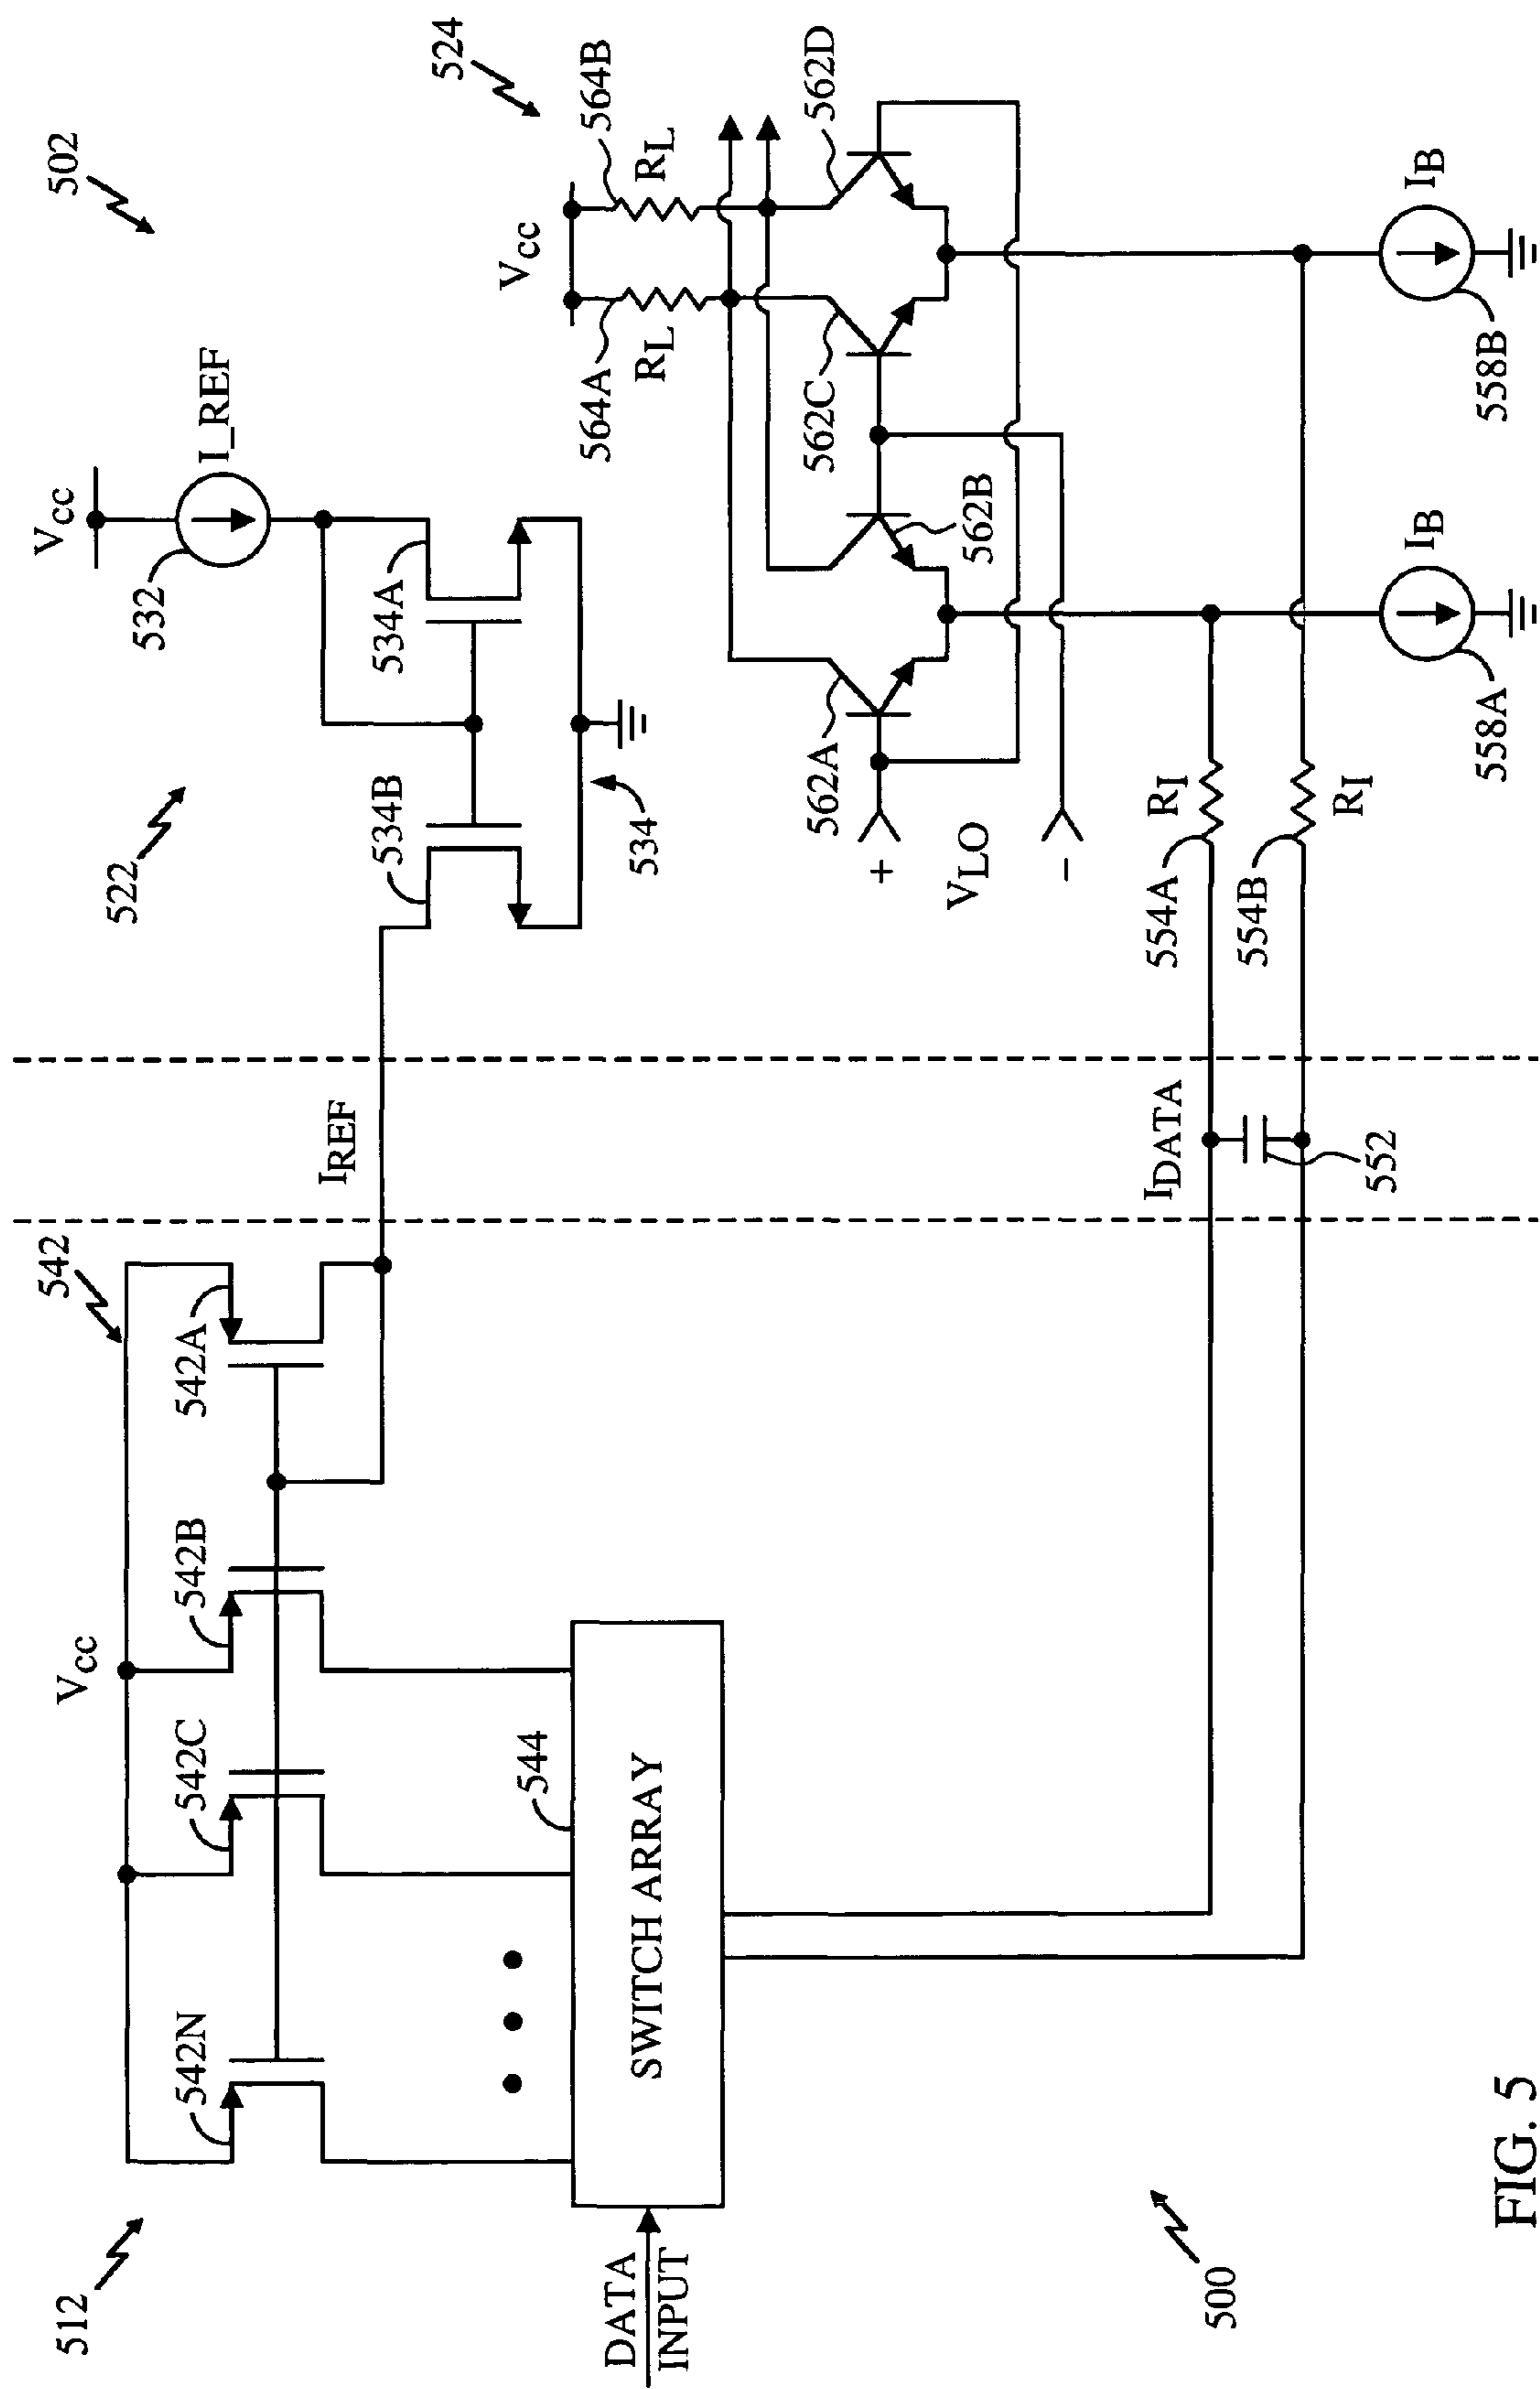 502
522
524
Vcc
532
I_REF
534A
534B
534
Vcc
564A
RL
564B
RL
562A
562B
562C
562D
+
VLO
-
554A
RI
554B
RI
IB
558A
IB
558B
IREF
IDATA
552
512
542
Vcc
542N
542C
542B
542A
544
SWITCH ARRAY
DATA
INPUT
500
FIG. 5